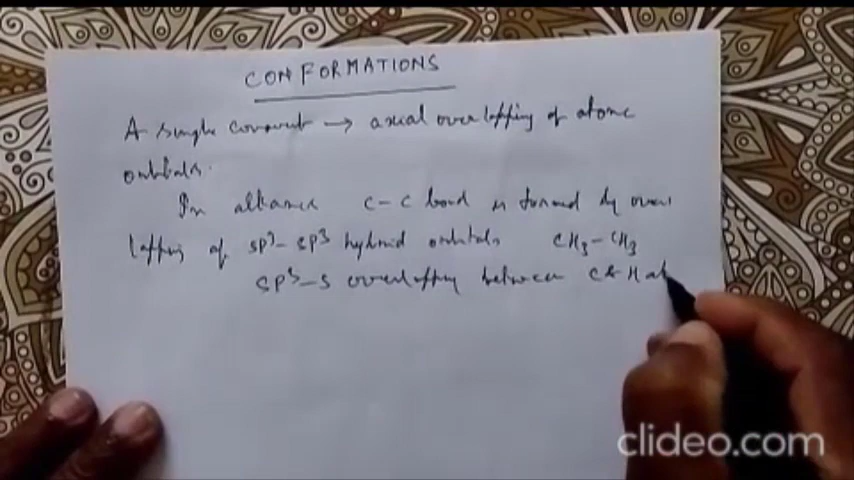 CONFORMATIONS
A single covalent → axial overlapping of atomic
orbitals.
In alkanes C-C bond is formed by over
lapping of SP³-SP³ hybrid orbitals CH₃-CH₃
SP³-S overlapping between C & H at
clideo.com